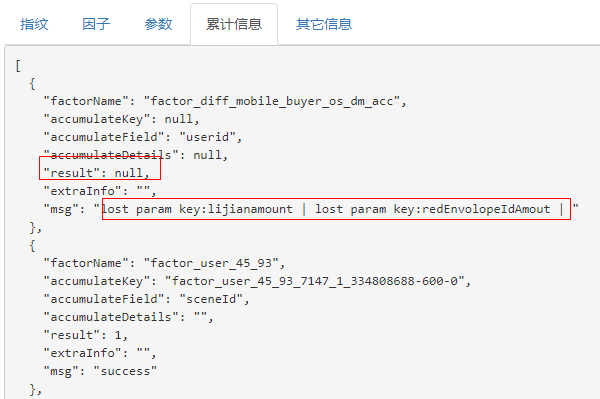 指纹 因子 参数 累计信息 其它信息
[
{
"factorName": "factor_diff_mobile_buyer_os_dm_acc",
"accumulateKey": null,
"accumulateField": "userid",
"accumulateDetails": null,
"result": null,
"extraInfo": "",
"msg": "lost param key:lijianamount | lost param key:redEnvolopeIdAmout | "
},
{
"factorName": "factor_user_45_93",
"accumulateKey": "factor_user_45_93_7147_1_334808688-600-0",
"accumulateField": "sceneId",
"accumulateDetails": "",
"result": 1,
"extraInfo": "",
"msg": "success"
},